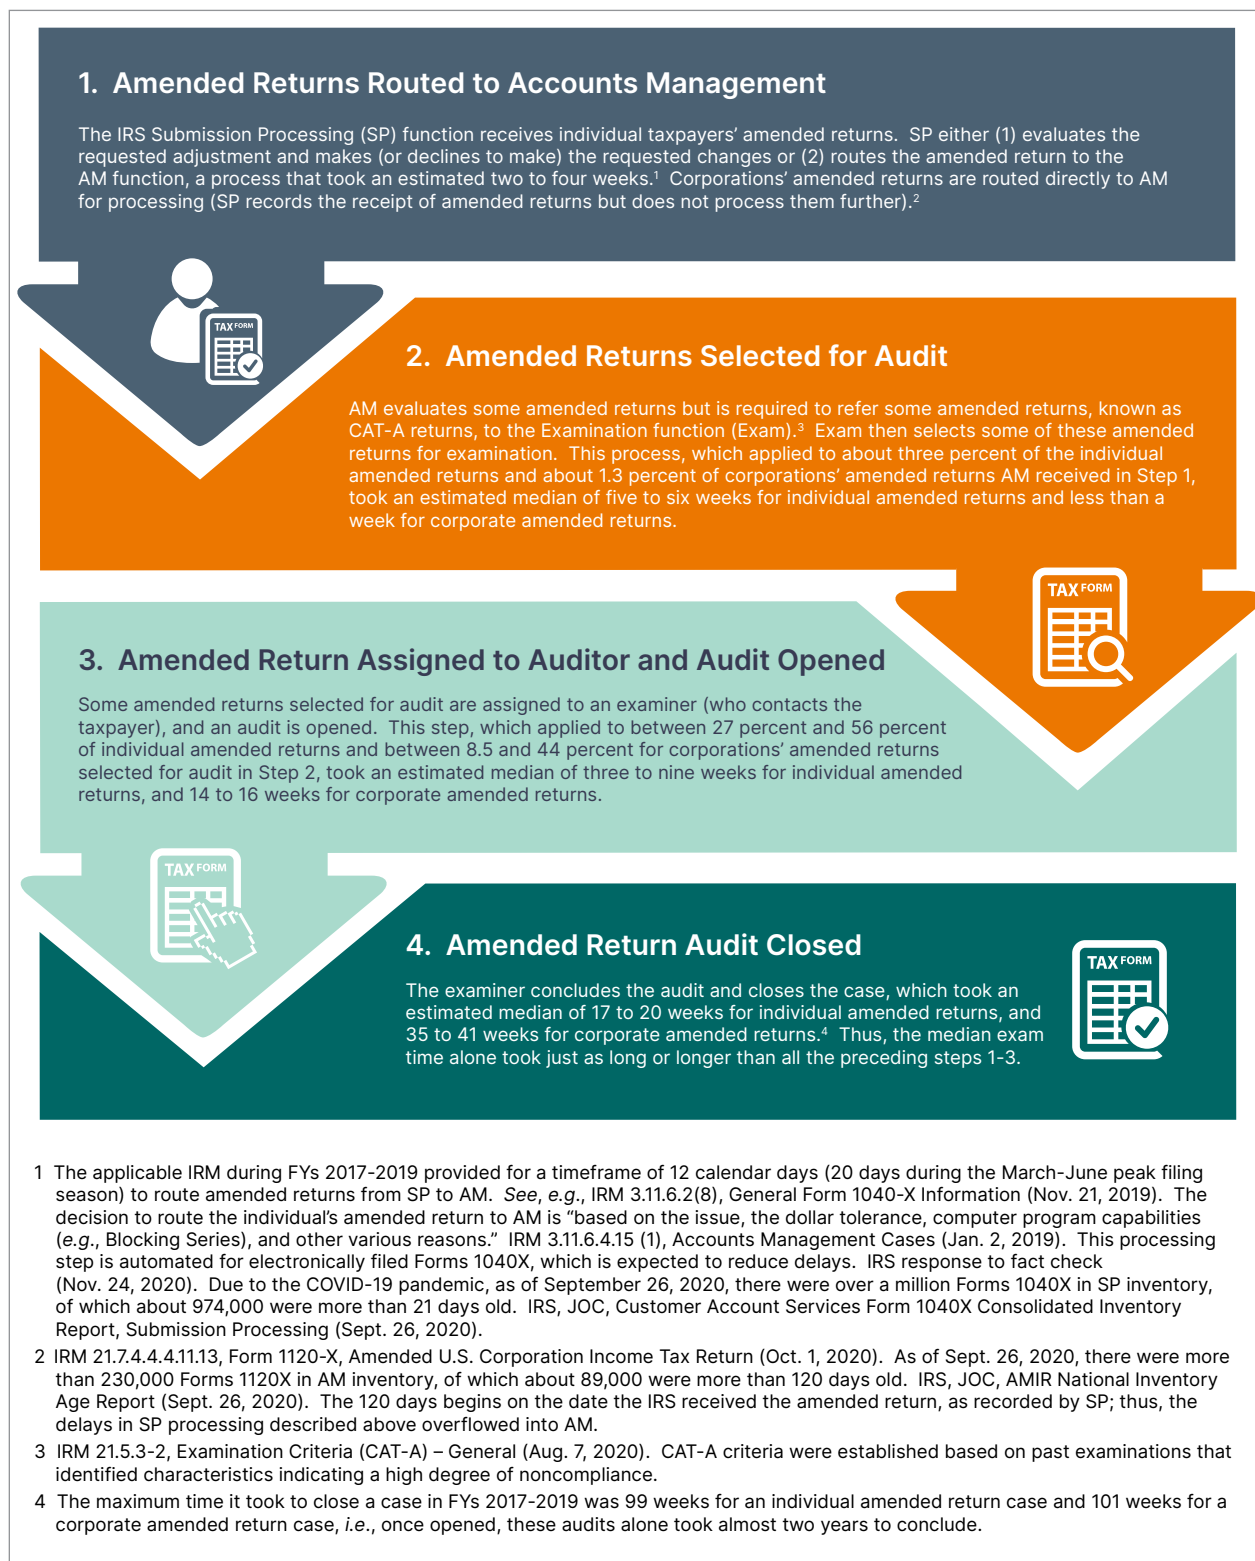 1. Amended Returns Routed to Accounts Management
The IRS Submission Processing (SP) function receives individual taxpayers’ amended returns. SP either (1) evaluates the
requested adjustment and makes (or declines to make) the requested changes or (2) routes the amended return to the
AM function, a process that took an estimated two to four weeks.¹ Corporations’ amended returns are routed directly to AM
for processing (SP records the receipt of amended returns but does not process them further).²
TAX FORM
2. Amended Returns Selected for Audit
AM evaluates some amended returns but is required to refer some amended returns, known as
CAT-A returns, to the Examination function (Exam).³ Exam then selects some of these amended
returns for examination. This process, which applied to about three percent of the individual
amended returns and about 1.3 percent of corporations’ amended returns AM received in Step 1,
took an estimated median of five to six weeks for individual amended returns and less than a
week for corporate amended returns.
TAX FORM
3. Amended Return Assigned to Auditor and Audit Opened
Some amended returns selected for audit are assigned to an examiner (who contacts the
taxpayer), and an audit is opened. This step, which applied to between 27 percent and 56 percent
of individual amended returns and between 8.5 and 44 percent for corporations’ amended returns
selected for audit in Step 2, took an estimated median of three to nine weeks for individual amended
returns, and 14 to 16 weeks for corporate amended returns.
TAX FORM
4. Amended Return Audit Closed
The examiner concludes the audit and closes the case, which took an
estimated median of 17 to 20 weeks for individual amended returns, and
35 to 41 weeks for corporate amended returns.⁴ Thus, the median exam
time alone took just as long or longer than all the preceding steps 1-3.
TAX FORM
1 The applicable IRM during FYs 2017-2019 provided for a timeframe of 12 calendar days (20 days during the March-June peak filing
season) to route amended returns from SP to AM. See, e.g., IRM 3.11.6.2(8), General Form 1040-X Information (Nov. 21, 2019). The
decision to route the individual’s amended return to AM is “based on the issue, the dollar tolerance, computer program capabilities
(e.g., Blocking Series), and other various reasons.” IRM 3.11.6.4.15 (1), Accounts Management Cases (Jan. 2, 2019). This processing
step is automated for electronically filed Forms 1040X, which is expected to reduce delays. IRS response to fact check
(Nov. 24, 2020). Due to the COVID-19 pandemic, as of September 26, 2020, there were over a million Forms 1040X in SP inventory,
of which about 974,000 were more than 21 days old. IRS, JOC, Customer Account Services Form 1040X Consolidated Inventory
Report, Submission Processing (Sept. 26, 2020).
2 IRM 21.7.4.4.4.11.13, Form 1120-X, Amended U.S. Corporation Income Tax Return (Oct. 1, 2020). As of Sept. 26, 2020, there were more
than 230,000 Forms 1120X in AM inventory, of which about 89,000 were more than 120 days old. IRS, JOC, AMIR National Inventory
Age Report (Sept. 26, 2020). The 120 days begins on the date the IRS received the amended return, as recorded by SP; thus, the
delays in SP processing described above overflowed into AM.
3 IRM 21.5.3-2, Examination Criteria (CAT-A) – General (Aug. 7, 2020). CAT-A criteria were established based on past examinations that
identified characteristics indicating a high degree of noncompliance.
4 The maximum time it took to close a case in FYs 2017-2019 was 99 weeks for an individual amended return case and 101 weeks for a
corporate amended return case, i.e., once opened, these audits alone took almost two years to conclude.